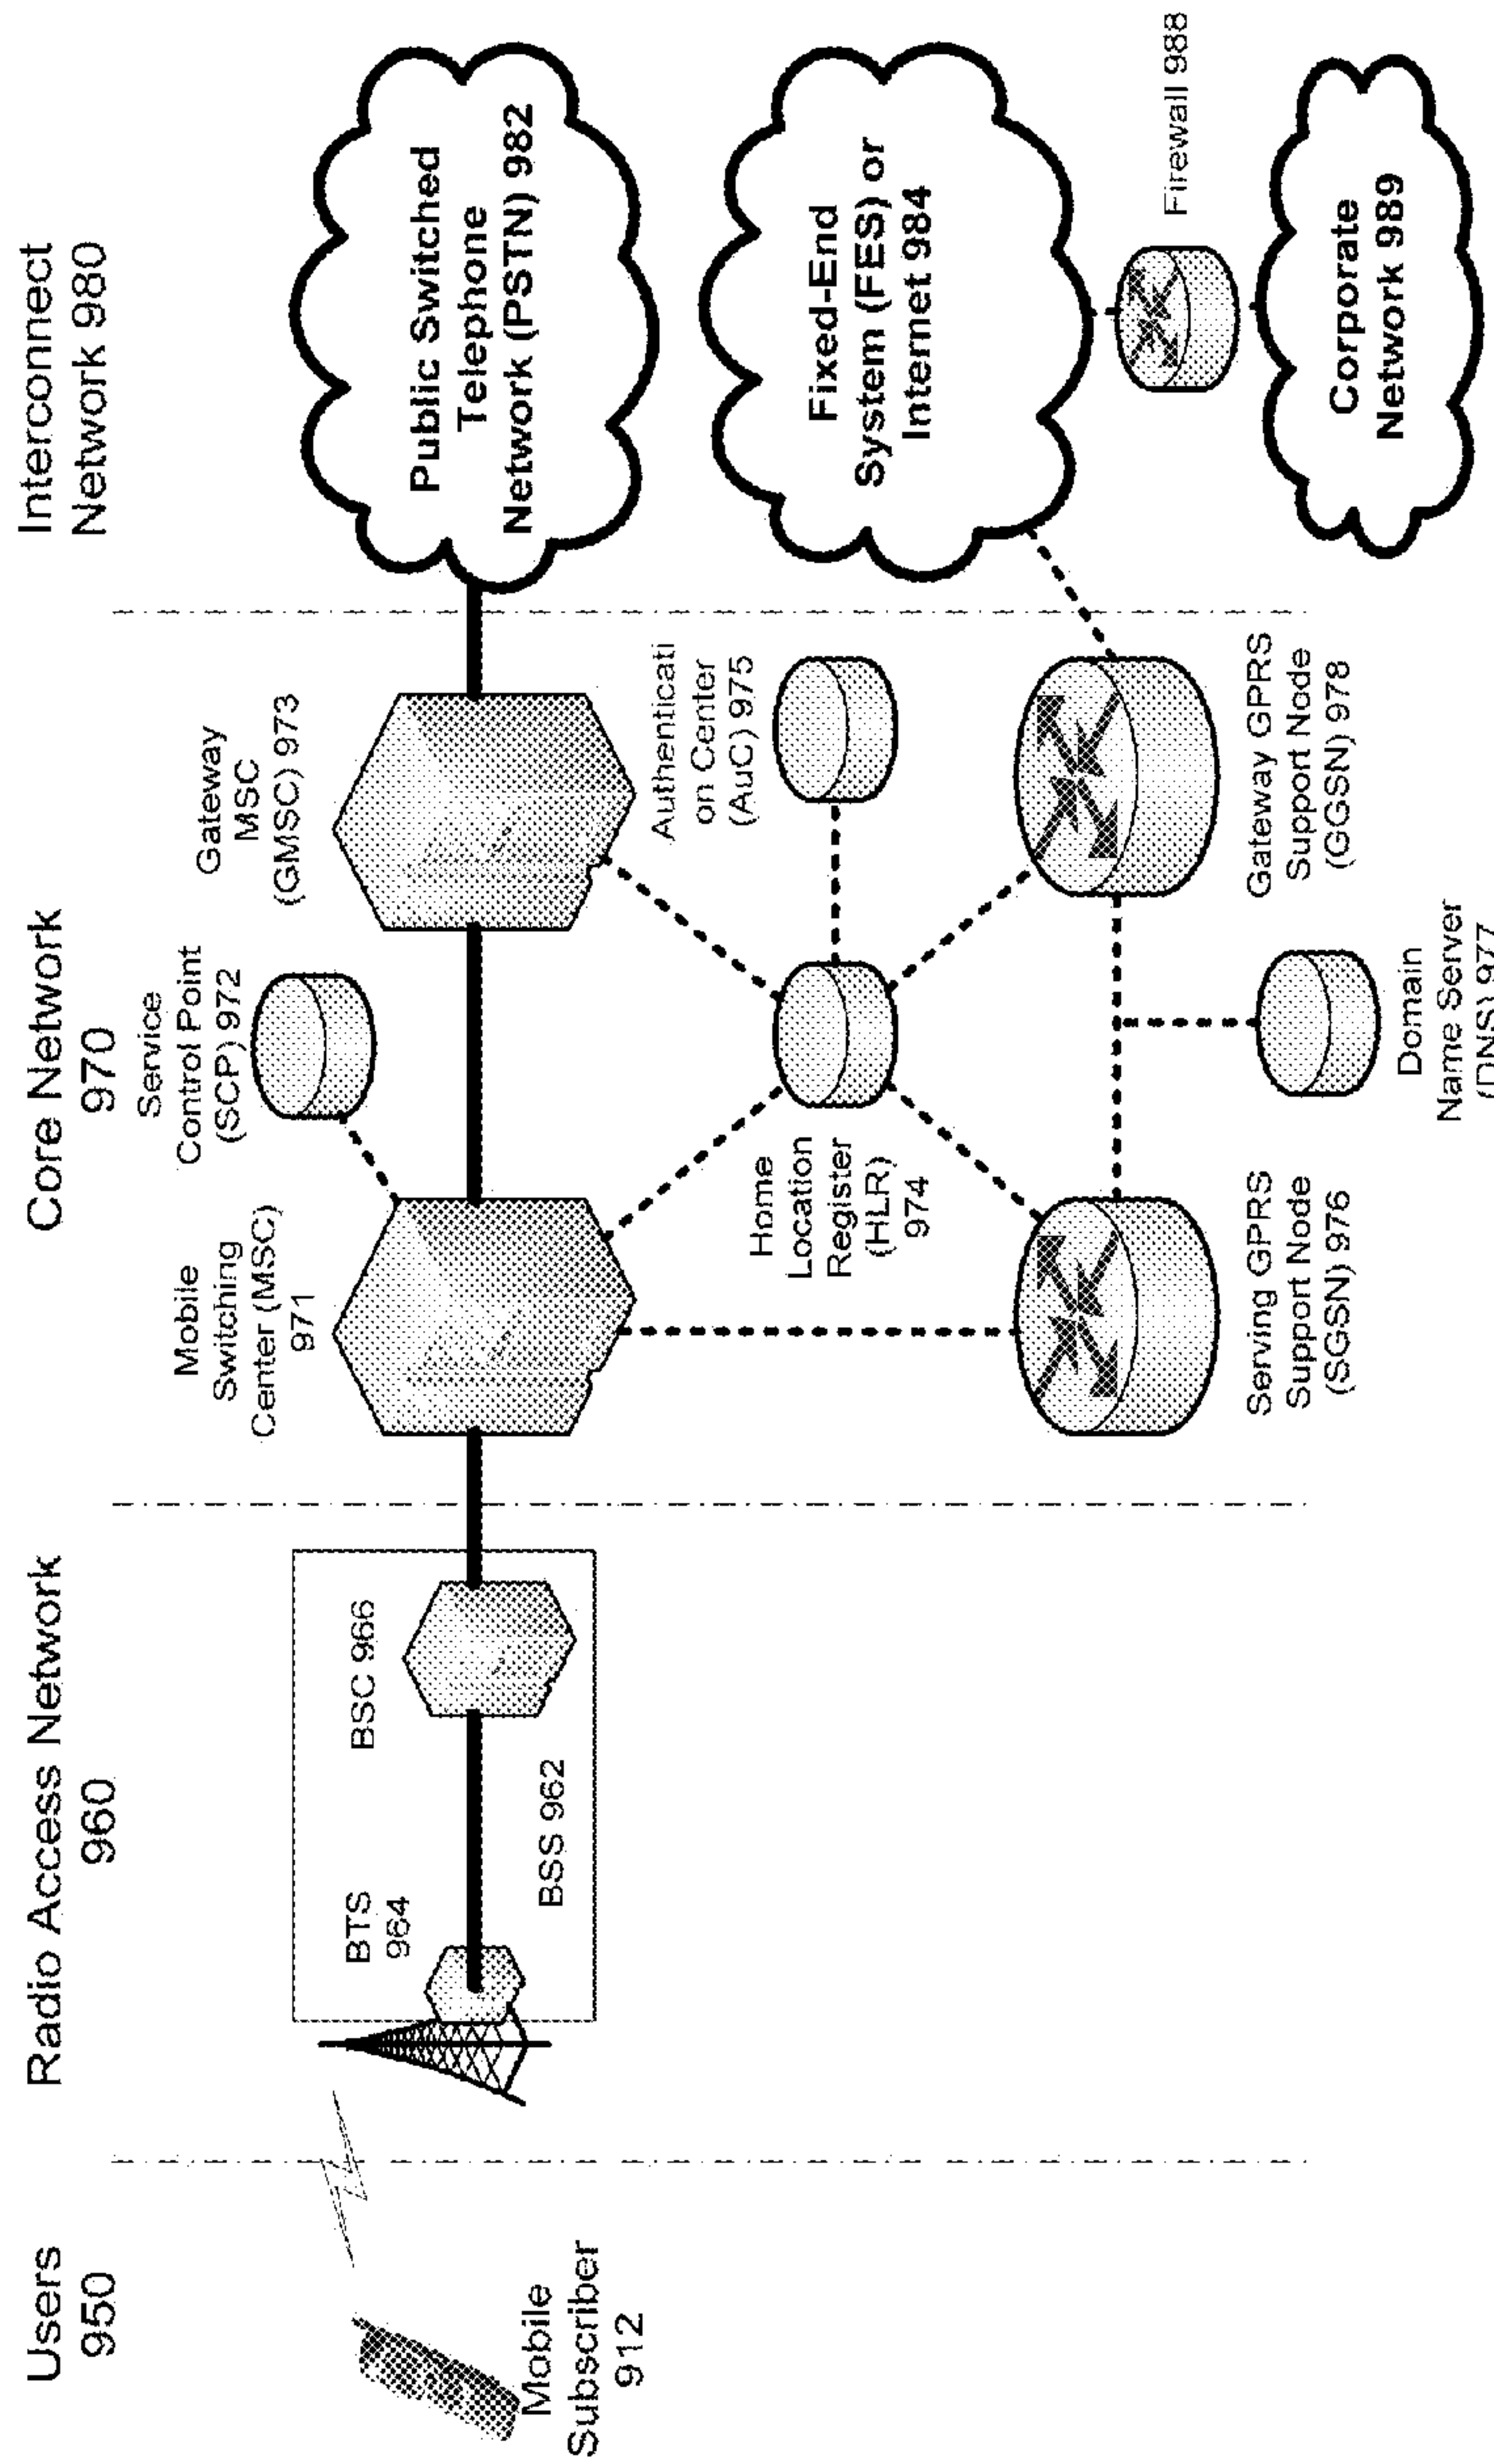 Users
950
Radio Access Network
960
Core Network
970
Interconnect
Network 980
Mobile
Subscriber
912
BTS
964
BSC 966
BSS 962
Mobile
Switching
Center (MSC)
971
Service
Control Point
(SCP) 972
Gateway
MSC
(GMSC) 973
Home
Location
Register
(HLR)
974
Authenticati
on Center
(AuC) 975
Serving GPRS
Support Node
(SGSN) 976
Domain
Name Server
(DNS) 977
Gateway GPRS
Support Node
(GGSN) 978
Public Switched
Telephone
Network (PSTN) 982
Fixed-End
System (FES) or
Internet 984
Firewall 988
Corporate
Network 989